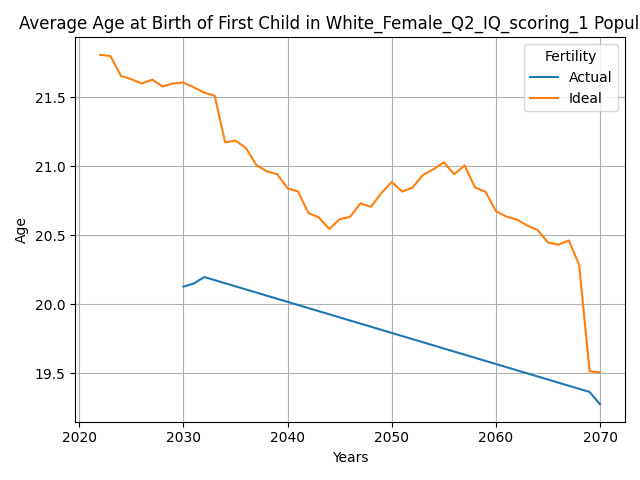 Average Age at Birth of First Child in White_Female_Q2_IQ_scoring_1 Popul
Fertility
Actual
Ideal
21.5
21.0
20.5
20.0
19.5
Age
2020 2030 2040 2050 2060 2070
Years